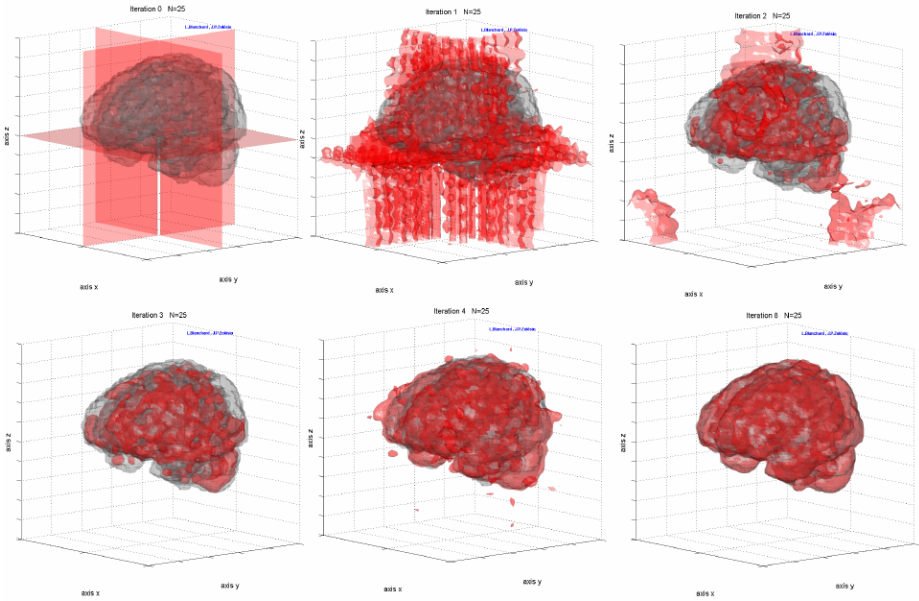 Iteration 0 N=25
axis z
axis x
axis y
Iteration 1 N=25
axis z
axis x
axis y
Iteration 2 N=25
axis z
axis x
axis y
Iteration 3 N=25
axis z
axis x
axis y
Iteration 4 N=25
axis z
axis x
axis y
Iteration 8 N=25
axis z
axis x
axis y